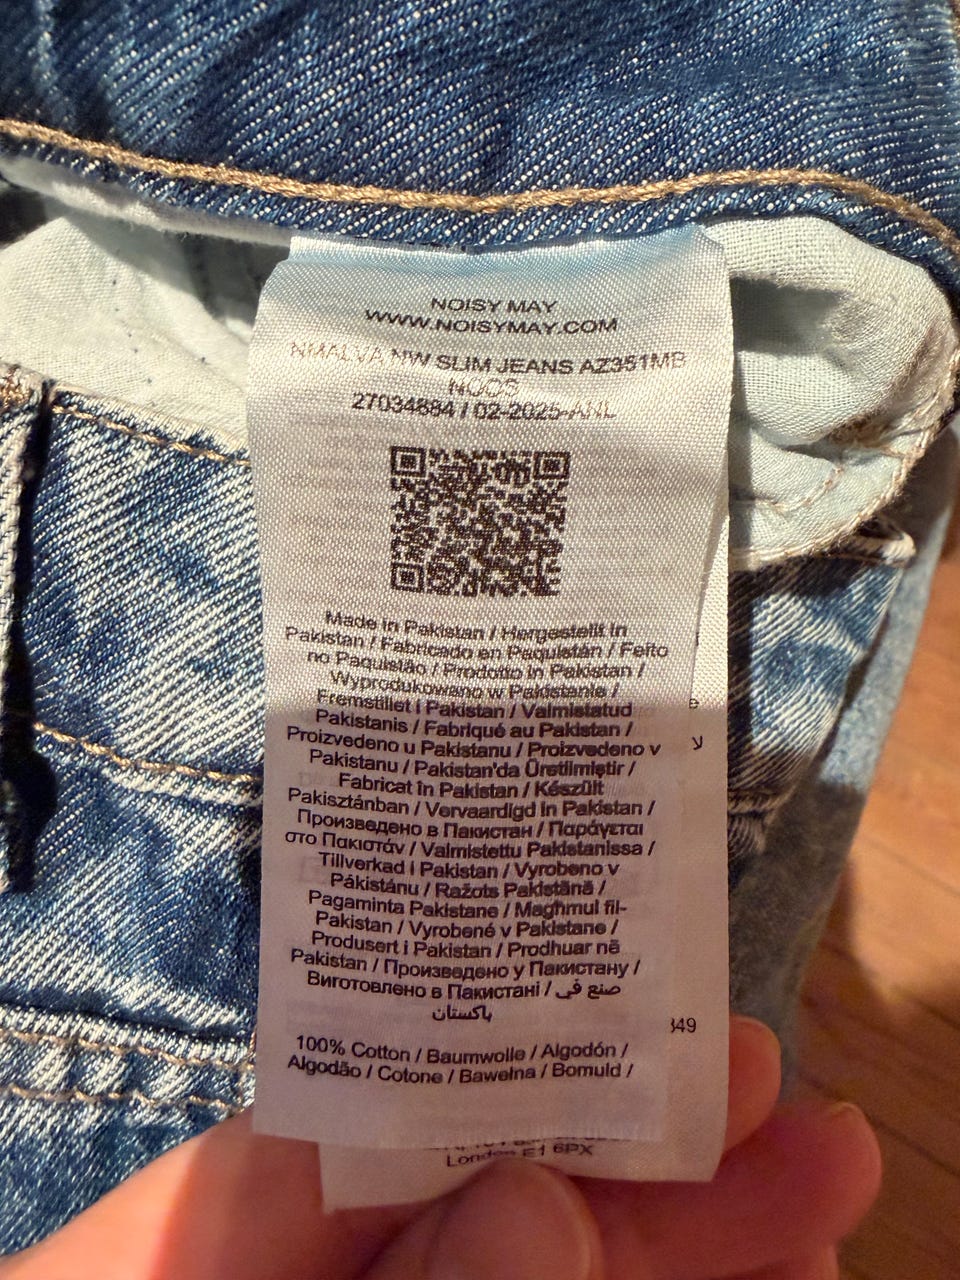 NOISY MAY
WWW.NOISYMAY.COM
NMALVA NW SLIM JEANS AZ351MB
NOOS
27034884 / 02-2025-ANL
Made in Pakistan / Hergestellt in
Pakistan / Fabricado en Paquistán / Feito
no Paquistão / Prodotto in Pakistan /
Wyprodukowano w Pakistanie /
Fremstillet i Pakistan / Valmistatud
Pakistanis / Fabriqué au Pakistan /
Proizvedeno u Pakistanu / Proizvedeno v
Pakistanu / Pakistan'da Üretilmiştir /
Fabricat în Pakistan / Készült
Pakisztánban / Vervaardigd in Pakistan /
Произведено в Пакистан / Παράγεται
στο Πακιστάν / Valmistettu Pakistanissa /
Tillverkad i Pakistan / Vyrobeno v
Pákistánu / Ražots Pakistānā /
Pagaminta Pakistane / Magħmul fil-
Pakistan / Vyrobené v Pakistane /
Produsert i Pakistan / Prodhuar në
Pakistan / Произведено у Пакистану /
Виготовлено в Пакистані / صنع في
باكستان
849
100% Cotton / Baumwolle / Algodón /
Algodão / Cotone / Bawełna / Bomuld /
London E1 6PX